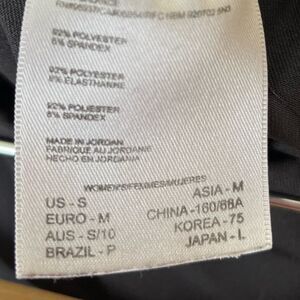 92% POLYESTER
8% SPANDEX
92% POLYESTER
8% ELASTHANNE
92% POLIESTER
8% SPANDEX
MADE IN JORDAN
FABRIQUE AU JORDANIE
HECHO EN JORDANIA
WOMEN'S/FEMMES/MUJERES
US - S
EURO - M
AUS - S/10
BRAZIL - P
ASIA - M
CHINA -160/88A
KOREA - 75
JAPAN - L